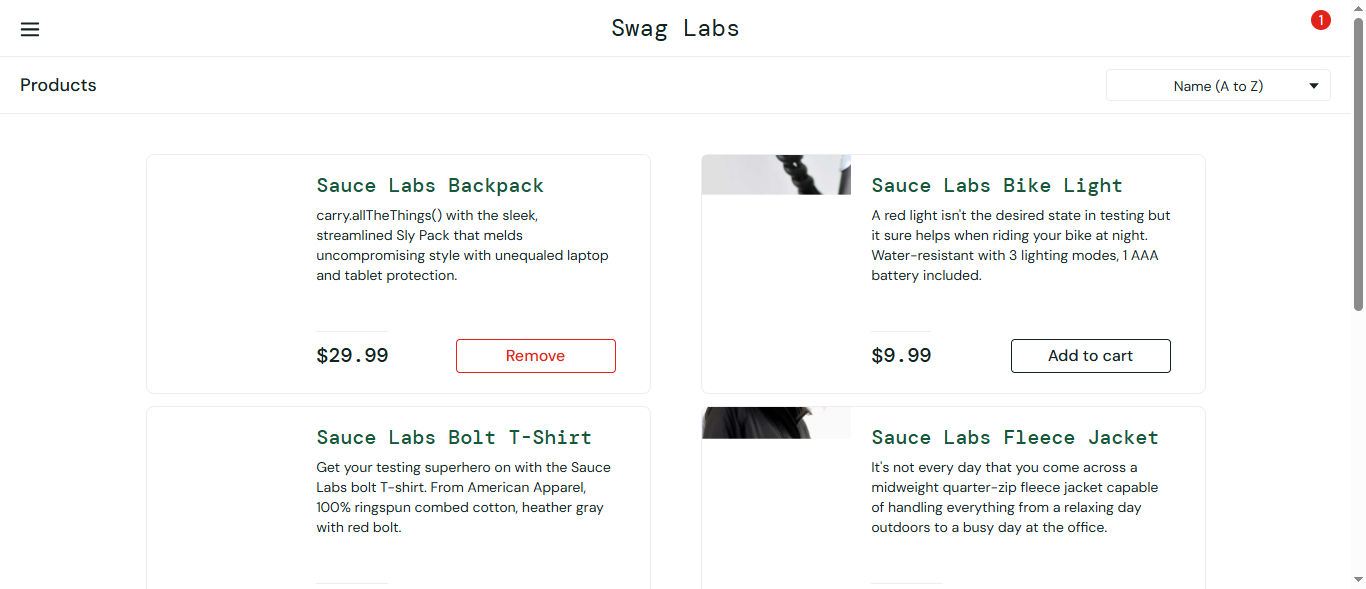 Swag Labs
1
Products
Name (A to Z)
Sauce Labs Backpack
carry.allTheThings() with the sleek,
streamlined Sly Pack that melds
uncompromising style with unequaled laptop
and tablet protection.
$29.99
Remove
Sauce Labs Bike Light
A red light isn't the desired state in testing but
it sure helps when riding your bike at night.
Water-resistant with 3 lighting modes, 1 AAA
battery included.
$9.99
Add to cart
Sauce Labs Bolt T-Shirt
Get your testing superhero on with the Sauce
Labs bolt T-shirt. From American Apparel,
100% ringspun combed cotton, heather gray
with red bolt.
Sauce Labs Fleece Jacket
It's not every day that you come across a
midweight quarter-zip fleece jacket capable
of handling everything from a relaxing day
outdoors to a busy day at the office.